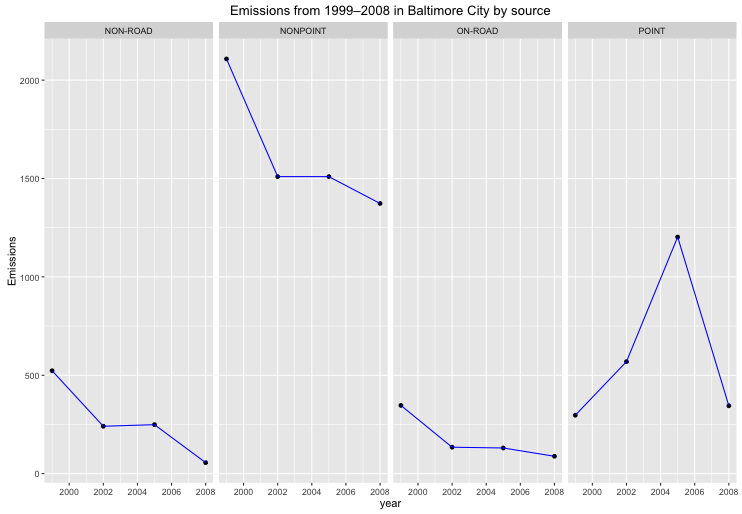 Emissions from 1999–2008 in Baltimore City by source
NON-ROAD NONPOINT ON-ROAD POINT
Emissions
2000
1500
1000
500
0
2000 2002 2004 2006 2008 2000 2002 2004 2006 2008 2000 2002 2004 2006 2008 2000 2002 2004 2006 2008
year